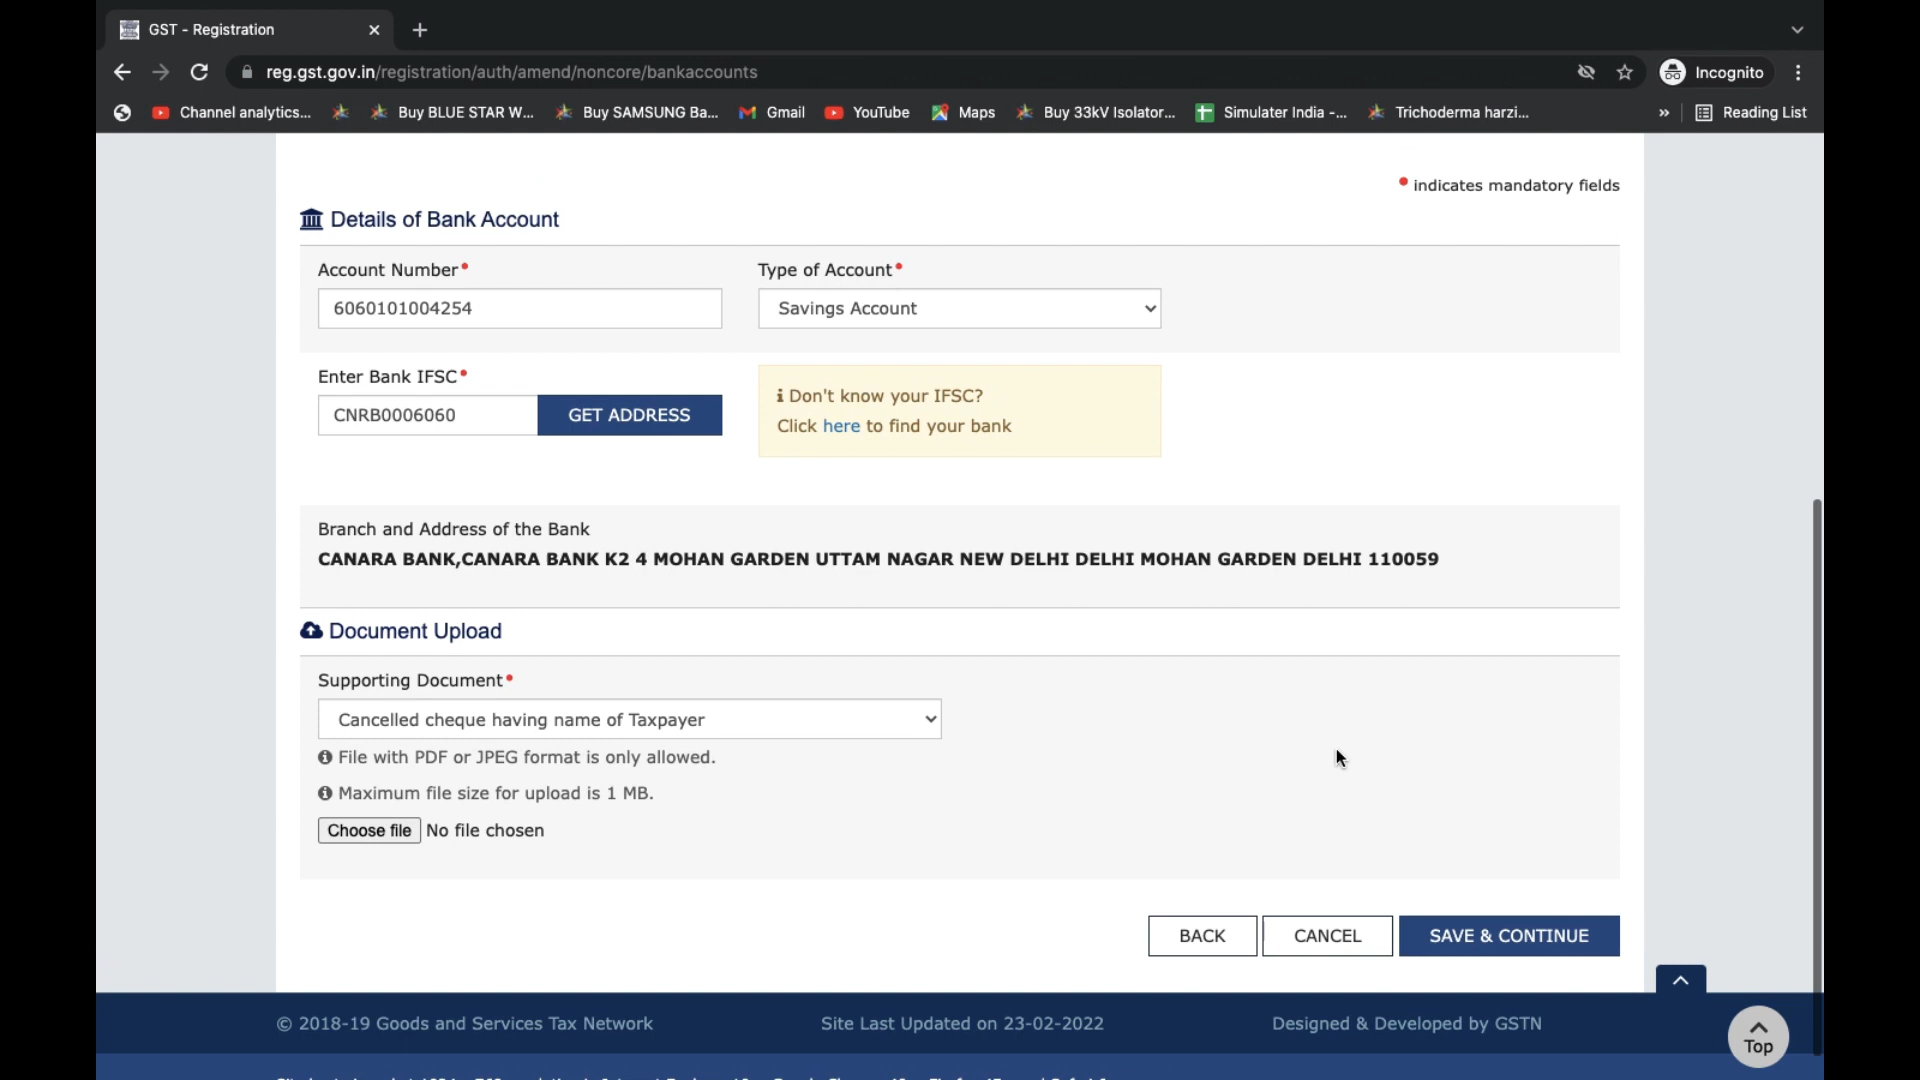 GST - Registration
reg.gst.gov.in/registration/auth/amend/noncore/bankaccounts
Incognito
Channel analytics...
Buy BLUE STAR W...
Buy SAMSUNG Ba...
Gmail
YouTube
Maps
Buy 33kV Isolator...
Simulater India -...
Trichoderma harzi...
»
Reading List
• indicates mandatory fields
Details of Bank Account
Account Number•
Type of Account•
6060101004254
Savings Account
Enter Bank IFSC•
CNRB0006060
GET ADDRESS
Don't know your IFSC?
Click here to find your bank
Branch and Address of the Bank
CANARA BANK,CANARA BANK K2 4 MOHAN GARDEN UTTAM NAGAR NEW DELHI DELHI MOHAN GARDEN DELHI 110059
Document Upload
Supporting Document•
Cancelled cheque having name of Taxpayer
File with PDF or JPEG format is only allowed.
Maximum file size for upload is 1 MB.
Choose file No file chosen
BACK
CANCEL
SAVE & CONTINUE
© 2018-19 Goods and Services Tax Network
Site Last Updated on 23-02-2022
Designed & Developed by GSTN
Top